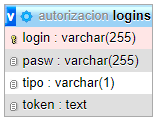 autorizacion logins
login : varchar(255)
pasw : varchar(255)
tipo : varchar(1)
token : text